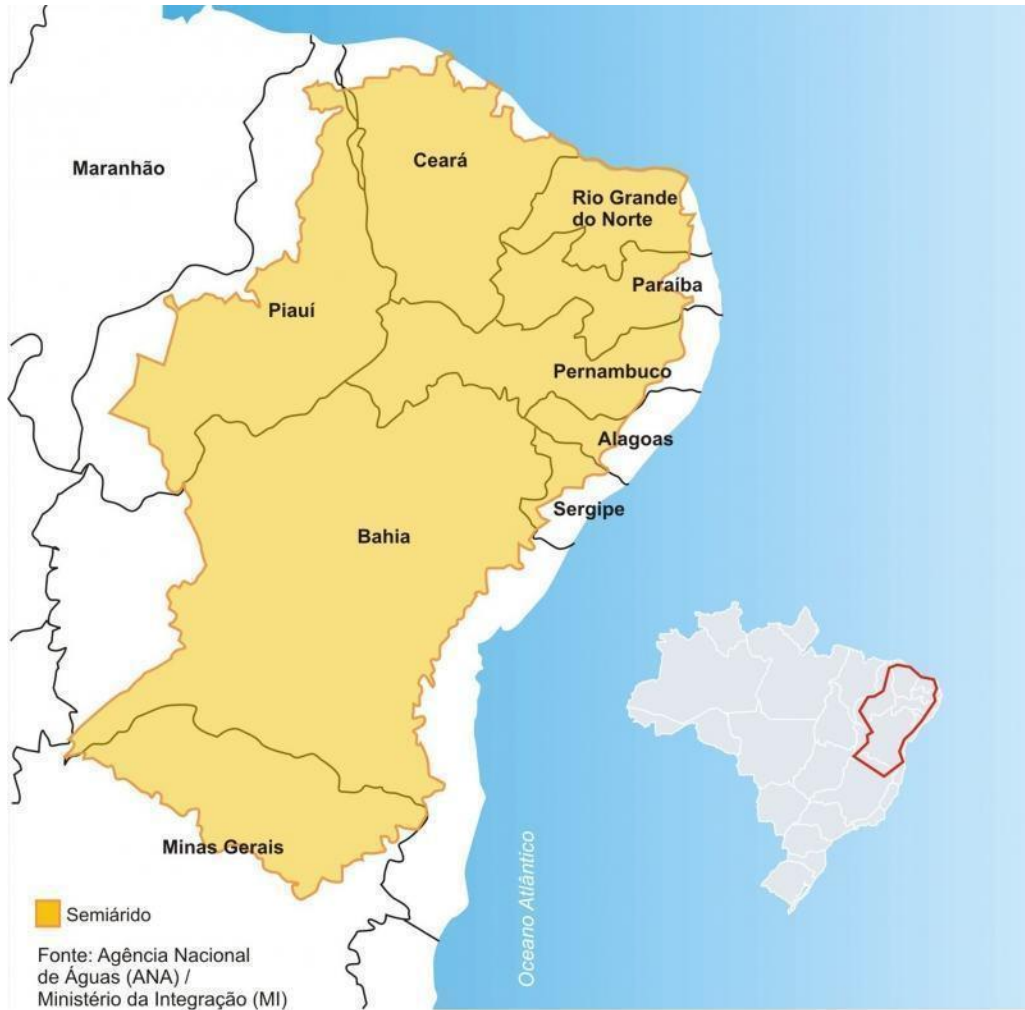 Maranhão
Ceará
Rio Grande
do Norte
Paraíba
Piauí
Pernambuco
Alagoas
Sergipe
Bahia
Minas Gerais
Oceano Atlântico
Semiárido
Fonte: Agência Nacional
de Águas (ANA) /
Ministério da Integração (MI)